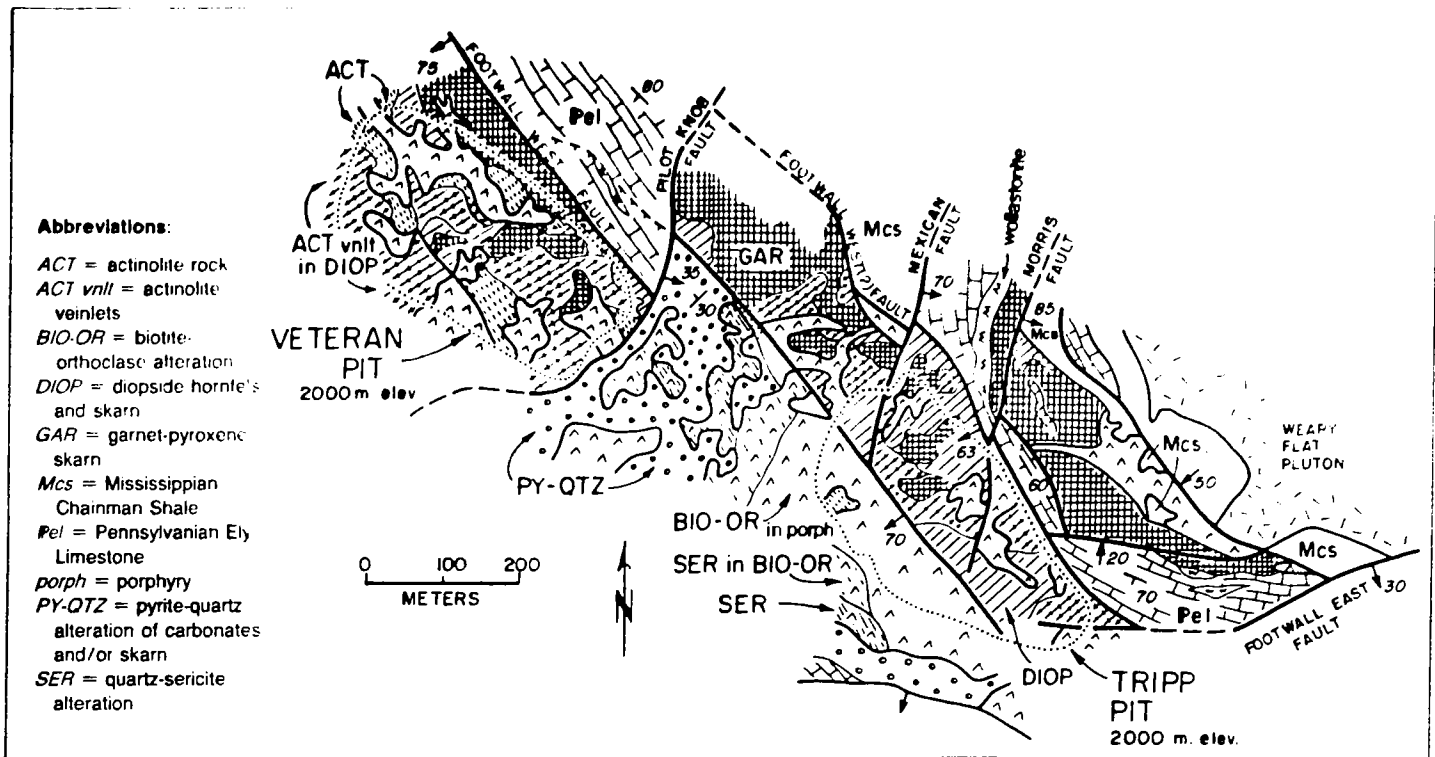 Abbreviations:
ACT = actinolite rock
ACT vnlt = actinolite
veinlets
BIO-OR = biotite-
orthoclase alteration
DIOP = diopside hornfe's
and skarn
GAR = garnet-pyroxene
skarn
Mcs = Mississippian
Chainman Shale
Pel = Pennsylvanian Ely
Limestone
porph = porphyry
PY-QTZ = pyrite-quartz
alteration of carbonates
and/or skarn
SER = quartz-sericite
alteration
ACT
75
FOOTWALL WEST FAULT
Pel
80
PILOT KNOB FAULT
FOOTWALL WEST(?) FAULT
Mcs
MEXICAN FAULT
70
wollastonite
MORRIS FAULT
85
Mcs
GAR
ACT vnlt
in DIOP
VETERAN
PIT
2000 m. elev
35
30
PY-QTZ
BIO-OR in porph
SER in BIO-OR
SER
70
63
60
Mcs
50
WEARY
FLAT
PLUTON
20
70
Pel
Mcs
30
FOOTWALL EAST
FAULT
DIOP
TRIPP
PIT
2000 m. elev.
0 100 200
METERS
N